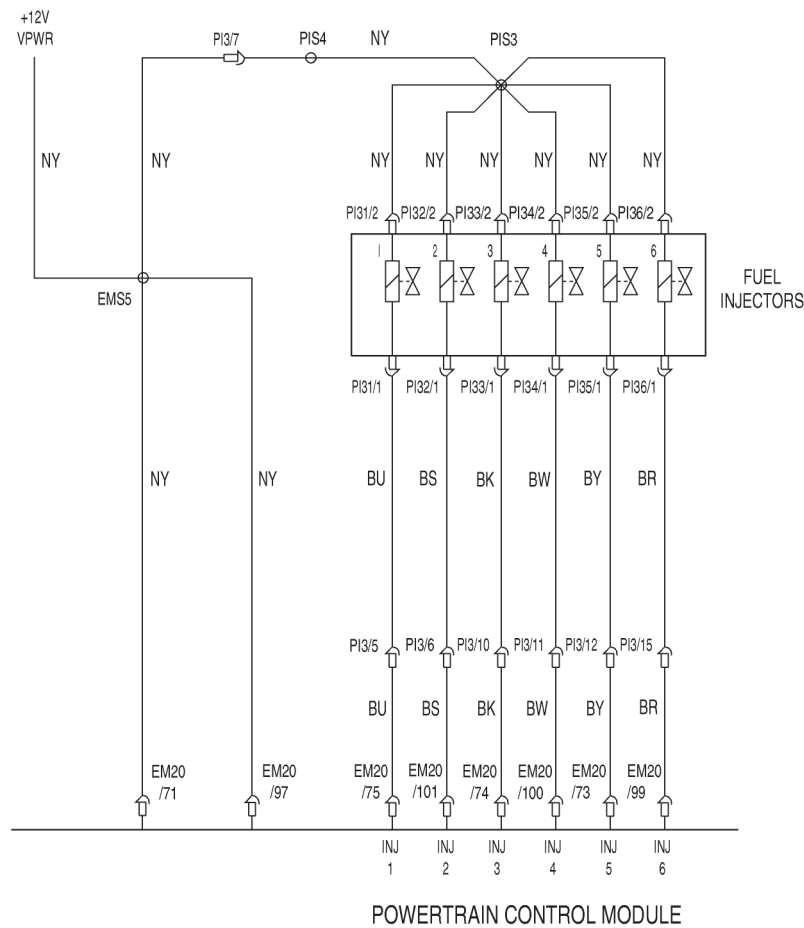 +12V
VPWR
PI3/7
PIS4
NY
PIS3
NY
NY
NY
NY
NY
NY
NY
NY
PI31/2
PI32/2
PI33/2
PI34/2
PI35/2
PI36/2
1
2
3
4
5
6
EMS5
FUEL
INJECTORS
PI31/1
PI32/1
PI33/1
PI34/1
PI35/1
PI36/1
NY
NY
BU
BS
BK
BW
BY
BR
PI3/5
PI3/6
PI3/10
PI3/11
PI3/12
PI3/15
BU
BS
BK
BW
BY
BR
EM20
/71
EM20
/97
EM20
/75
EM20
/101
EM20
/74
EM20
/100
EM20
/73
EM20
/99
INJ
1
INJ
2
INJ
3
INJ
4
INJ
5
INJ
6
POWERTRAIN CONTROL MODULE